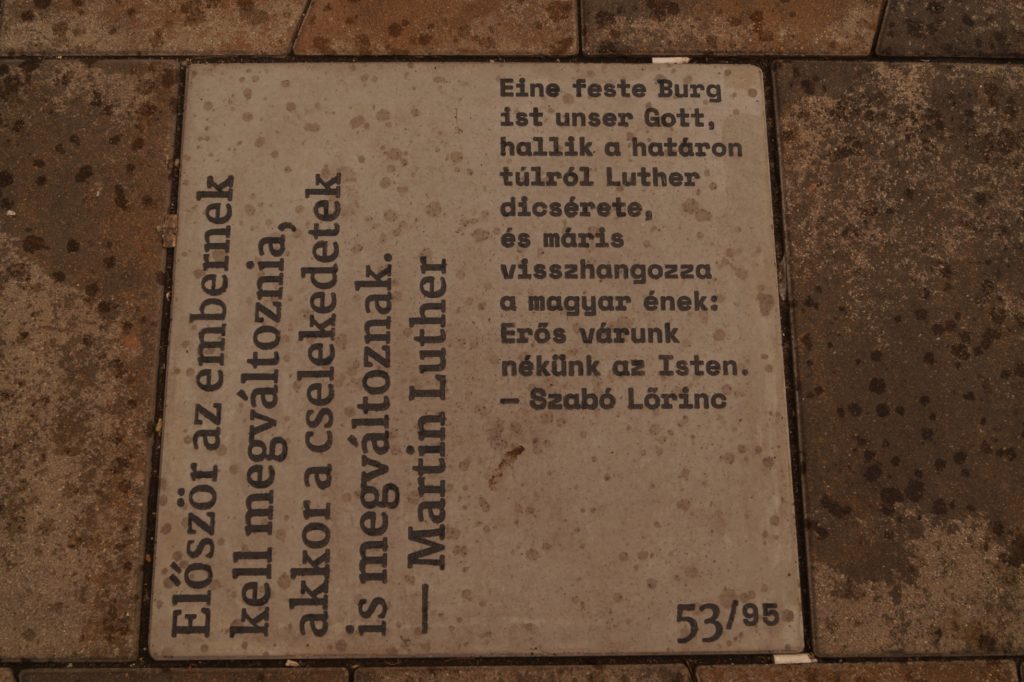 Először az embernek
kell megváltoznia,
akkor a cselekedetek
is megváltoznak.
— Martin Luther
Eine feste Burg
ist unser Gott,
hallik a határon
túlról Luther
dicsérete,
és máris
visszhangozza
a magyar ének:
Erős várunk
nékünk az Isten.
— Szabó Lőrinc
53/95